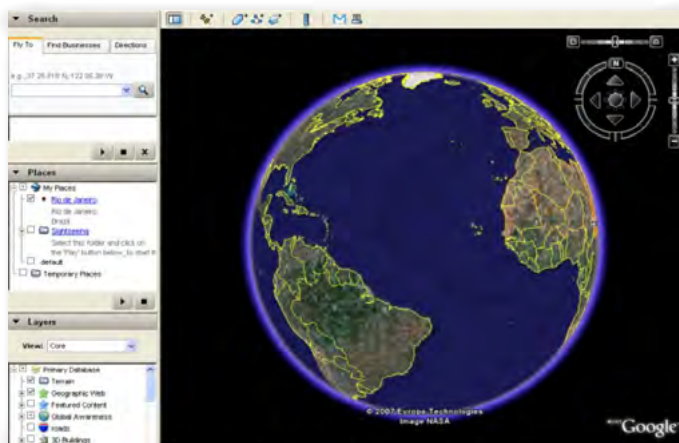 Search
Fly To
Find Businesses
Directions
Places
My Places
Rio de Janeiro
Rio de Janeiro
Brazil
Sightseeing
Select this folder and click on
the 'Play' button below, to start t
default
Temporary Places
Layers
View: Core
Primary Database
Terrain
Geographic Web
Featured Content
Global Awareness
roads
3D Buildings
N
© 2007 Europa Technologies
Image NASA
Google